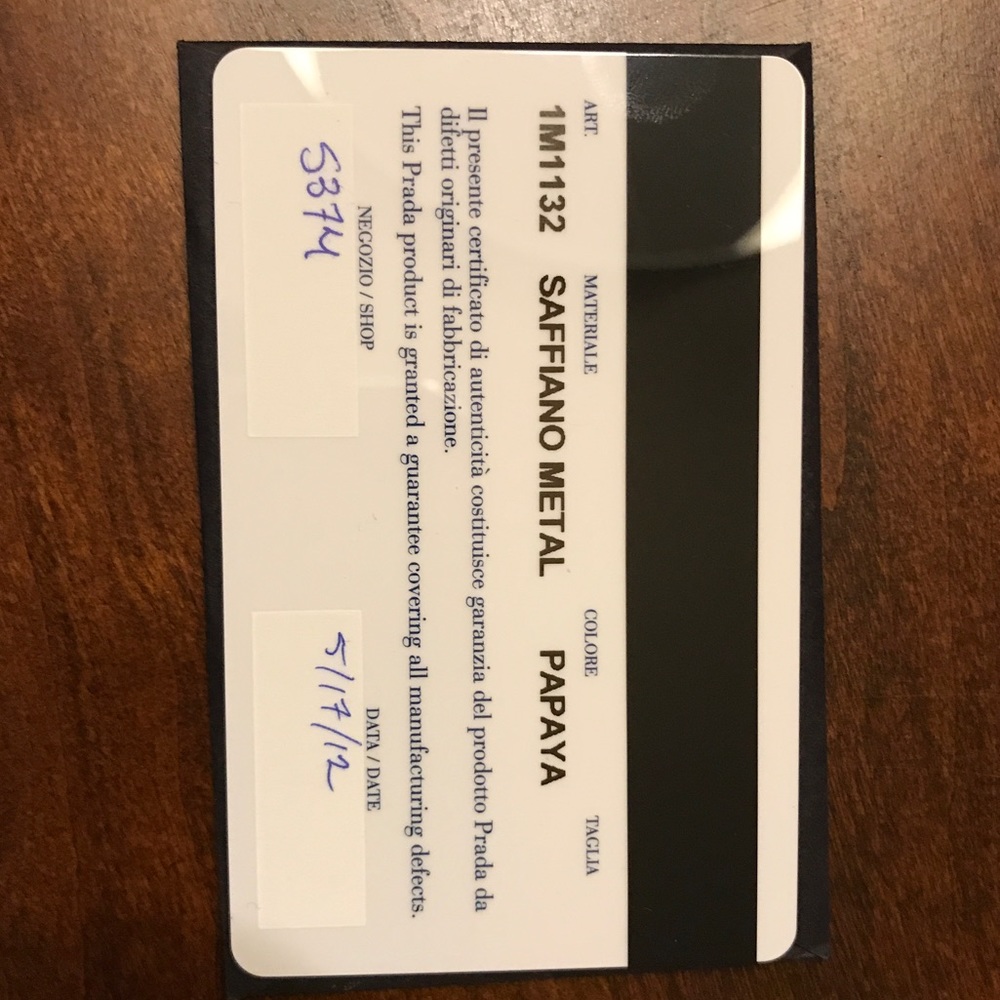 ART. MATERIALE COLORE TAGLIA
1M1132 SAFFIANO METAL PAPAYA
Il presente certificato di autenticità costituisce garanzia del prodotto Prada da
difetti originari di fabbricazione.
This Prada product is granted a guarantee covering all manufacturing defects.
NEGOZIO / SHOP DATA / DATE
537M 5/17/12